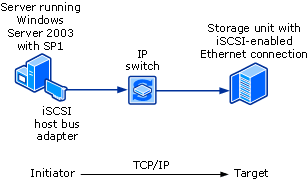 Server running
Windows
Server 2003
with SP1
IP
switch
Storage unit with
iSCSI-enabled
Ethernet connection
iSCSI
host bus
adapter
Initiator
TCP/IP
Target